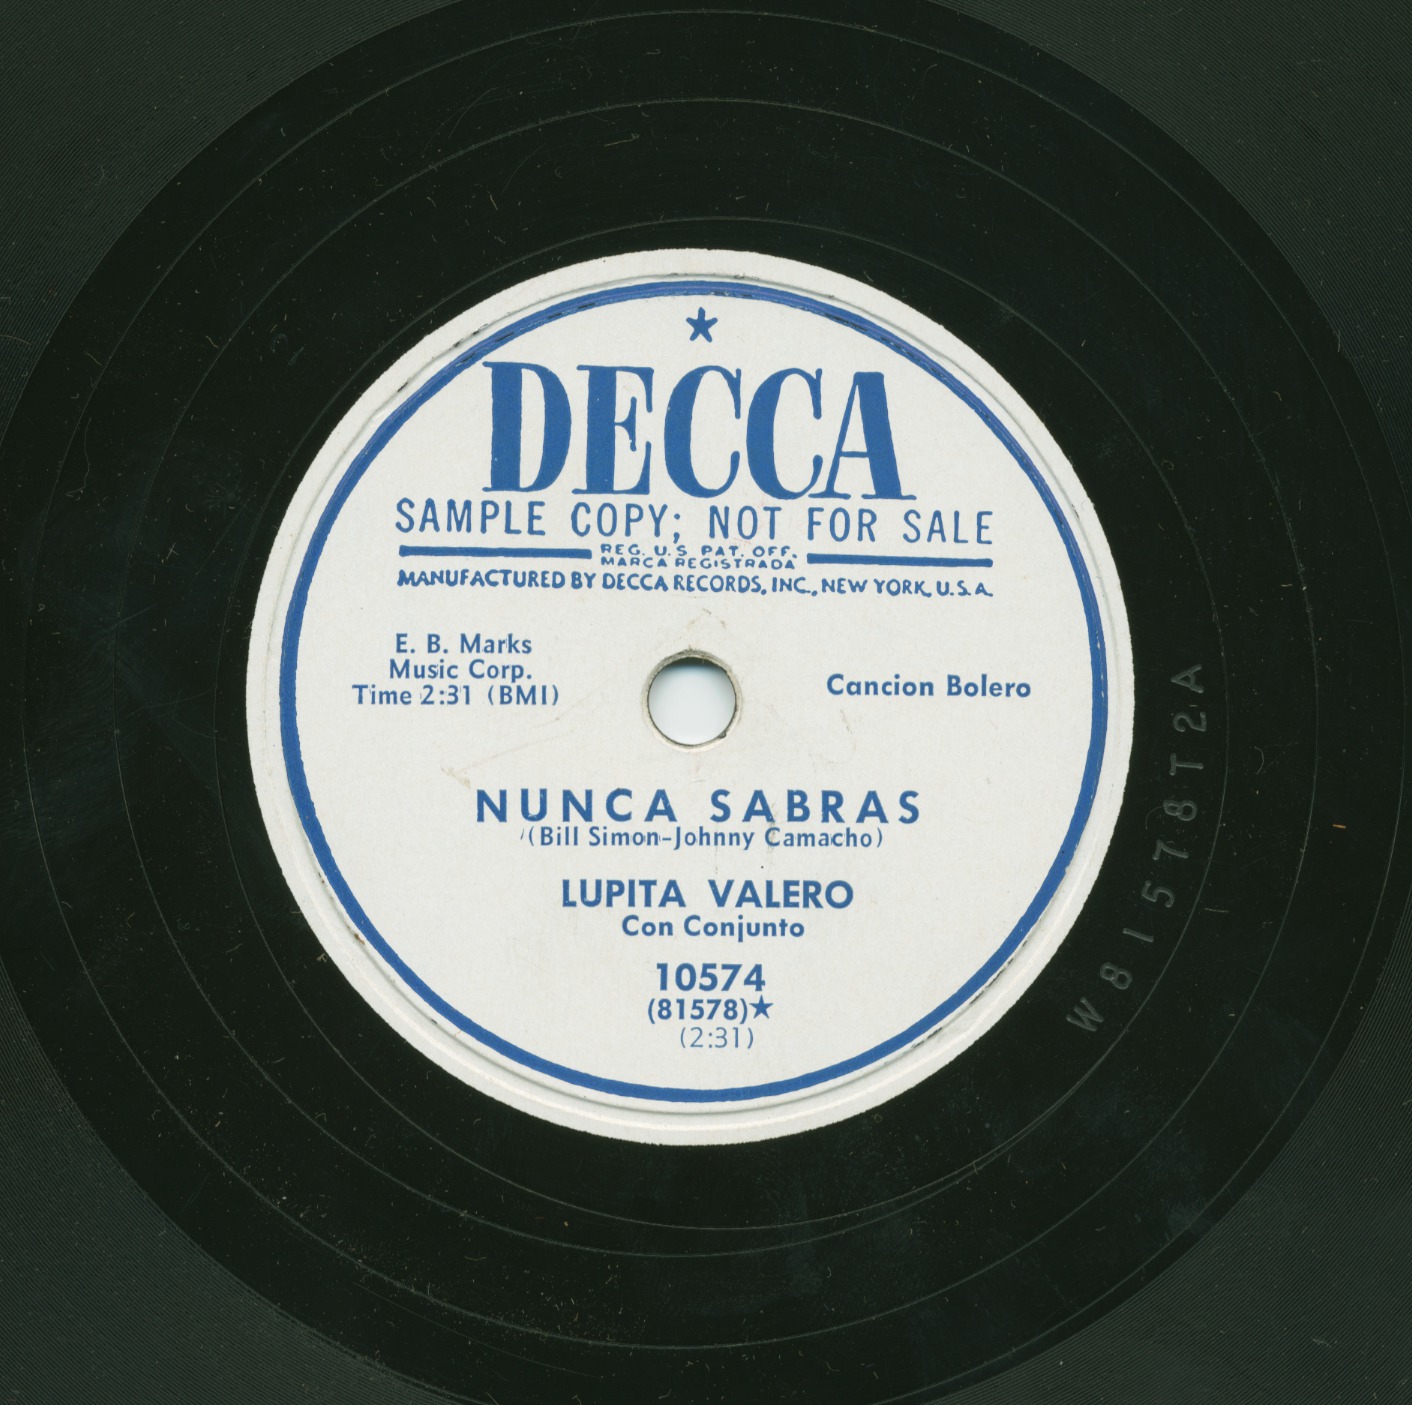 ★
DECCA
SAMPLE COPY; NOT FOR SALE
REG. U.S. PAT. OFF.
MARCA REGISTRADA
MANUFACTURED BY DECCA RECORDS, INC., NEW YORK, U.S.A.
E. B. Marks
Music Corp.
Time 2:31 (BMI)
Cancion Bolero
NUNCA SABRAS
(Bill Simon-Johnny Camacho)
LUPITA VALERO
Con Conjunto
10574
(81578)★
(2:31)
W 81578 T2A